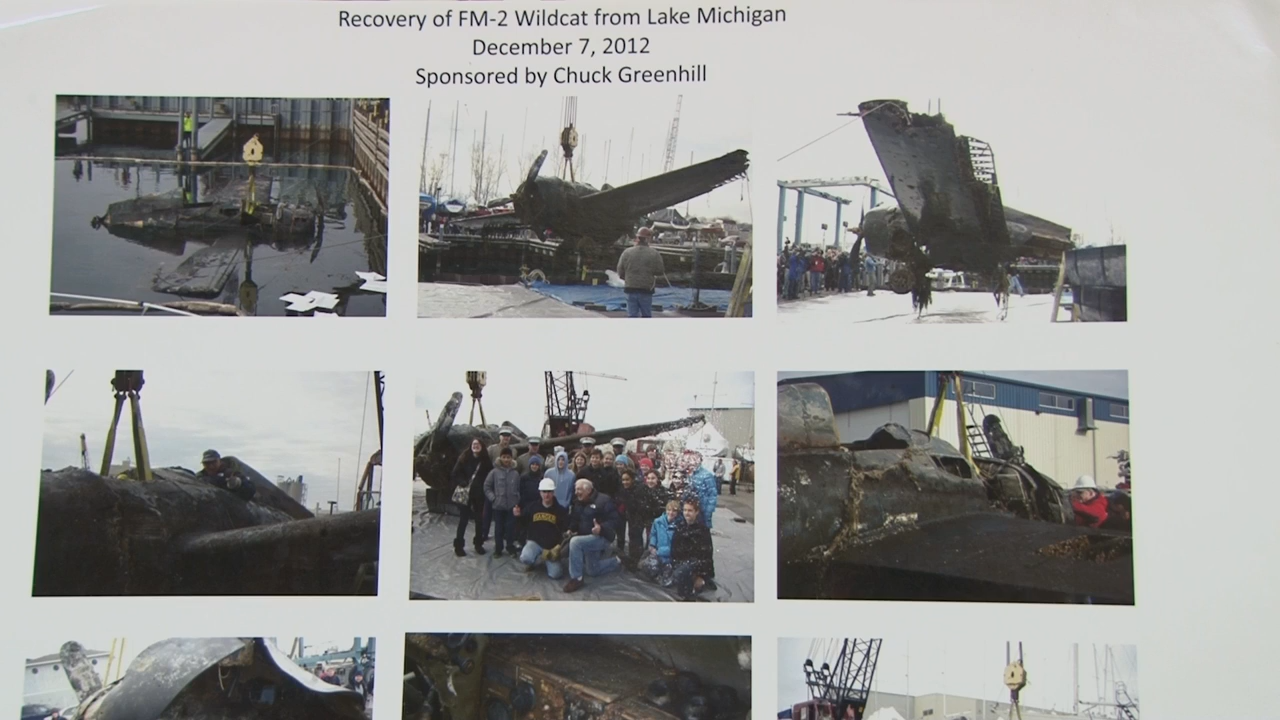 Recovery of FM-2 Wildcat from Lake Michigan
December 7, 2012
Sponsored by Chuck Greenhill